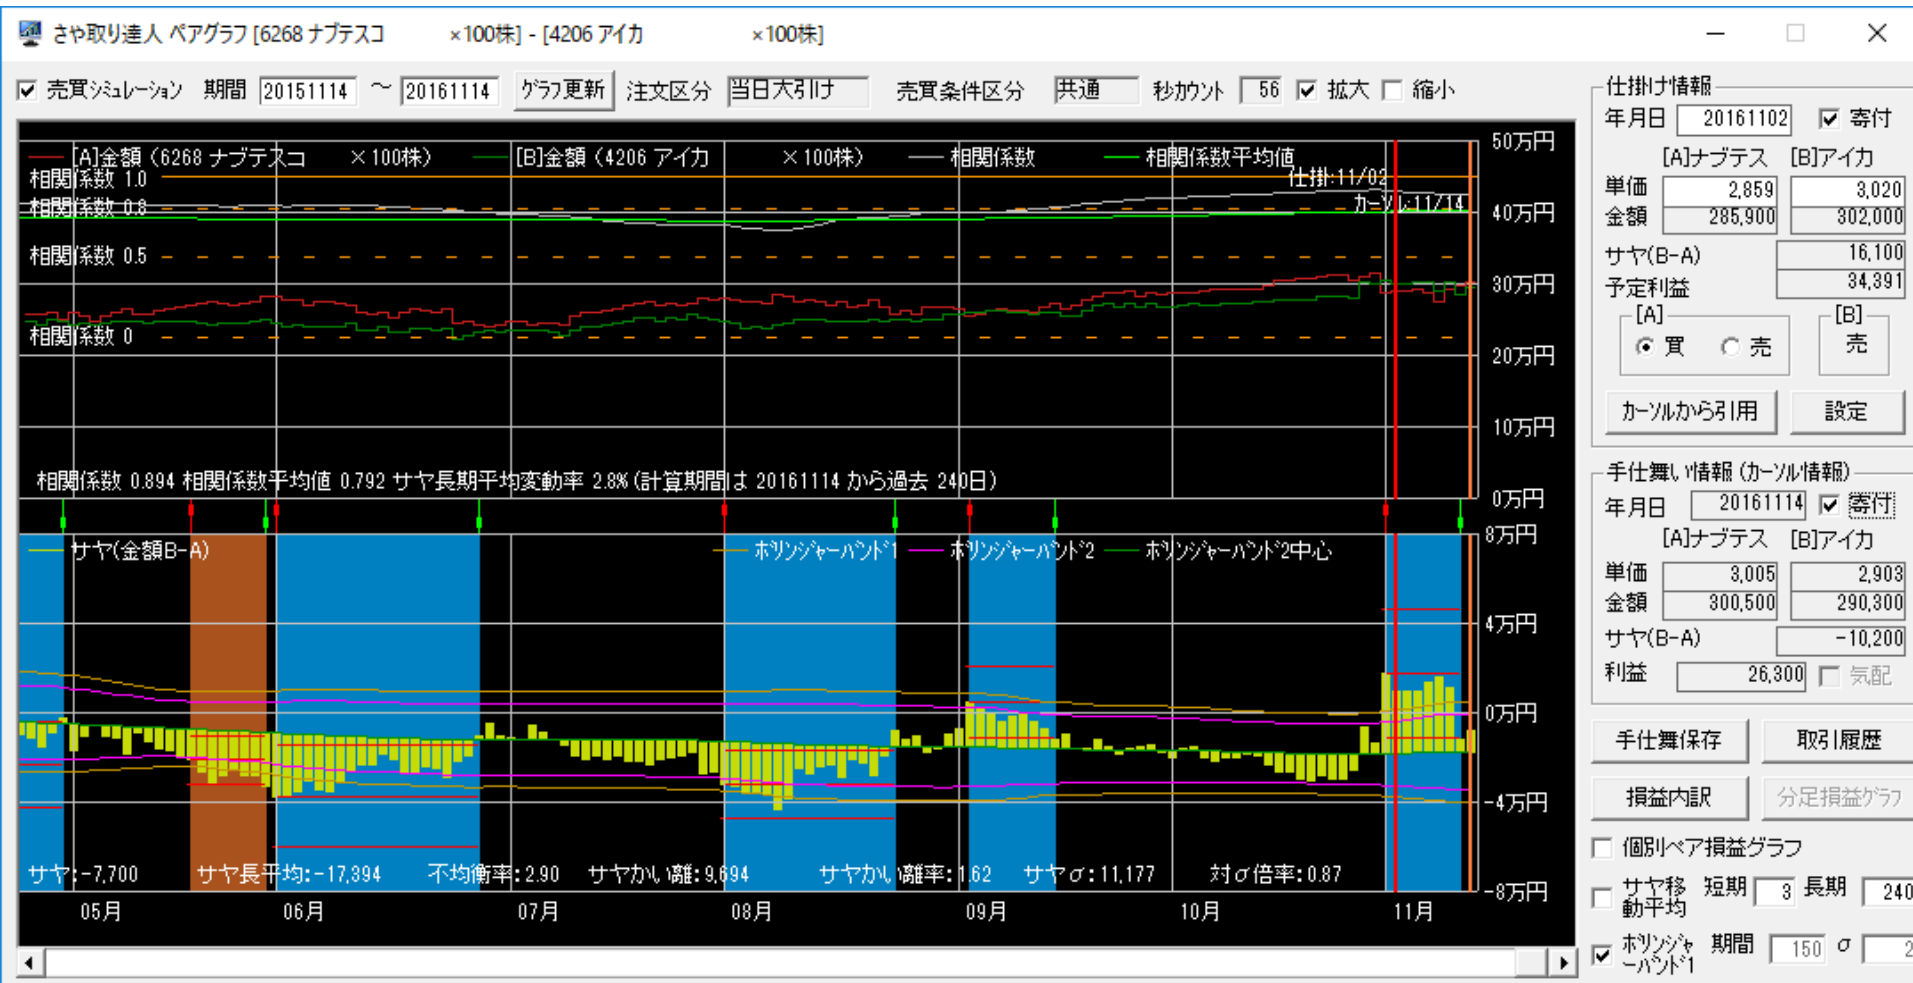 さや取り達人 ペアグラフ [6268 ナブテスコ ×100株] - [4206 アイカ ×100株]
売買シミュレーション 期間 20151114 ～ 20161114 グラフ更新 注文区分 当日大引け 売買条件区分 共通 秒カウント 56 拡大 縮小
[A]金額 (6268 ナブテスコ ×100株) [B]金額 (4206 アイカ ×100株) 相関係数 相関係数平均値
相関係数 1.0
仕掛:11/02
相関係数 0.8
カーソル:11/14
相関係数 0.5
相関係数 0
50万円
40万円
30万円
20万円
10万円
0万円
相関係数 0.894 相関係数平均値 0.792 サヤ長期平均変動率 2.8% (計算期間は 20161114 から過去 240日)
サヤ(金額B-A) ボリンジャーバンド1 ボリンジャーバンド2 ボリンジャーバンド2中心
8万円
4万円
0万円
-4万円
-8万円
サヤ:-7,700 サヤ長平均:-17,394 不均衡率:2.90 サヤかい離:9,694 サヤかい離率:1.62 サヤσ:11,177 対σ倍率:0.87
05月 06月 07月 08月 09月 10月 11月
仕掛け情報
年月日 20161102 寄付
[A]ナブテス [B]アイカ
単価 2,859 3,020
金額 285,900 302,000
サヤ(B-A) 16,100
予定利益 34,391
[A] [B]
買 売 売
カーソルから引用 設定
手仕舞い情報 (カーソル情報)
年月日 20161114 寄付
[A]ナブテス [B]アイカ
単価 3,005 2,903
金額 300,500 290,300
サヤ(B-A) -10,200
利益 26,300 気配
手仕舞保存 取引履歴
損益内訳 分足損益グラフ
個別ペア損益グラフ
サヤ移動平均 短期 3 長期 240
ボリンジャーバンド1 期間 150 σ 2